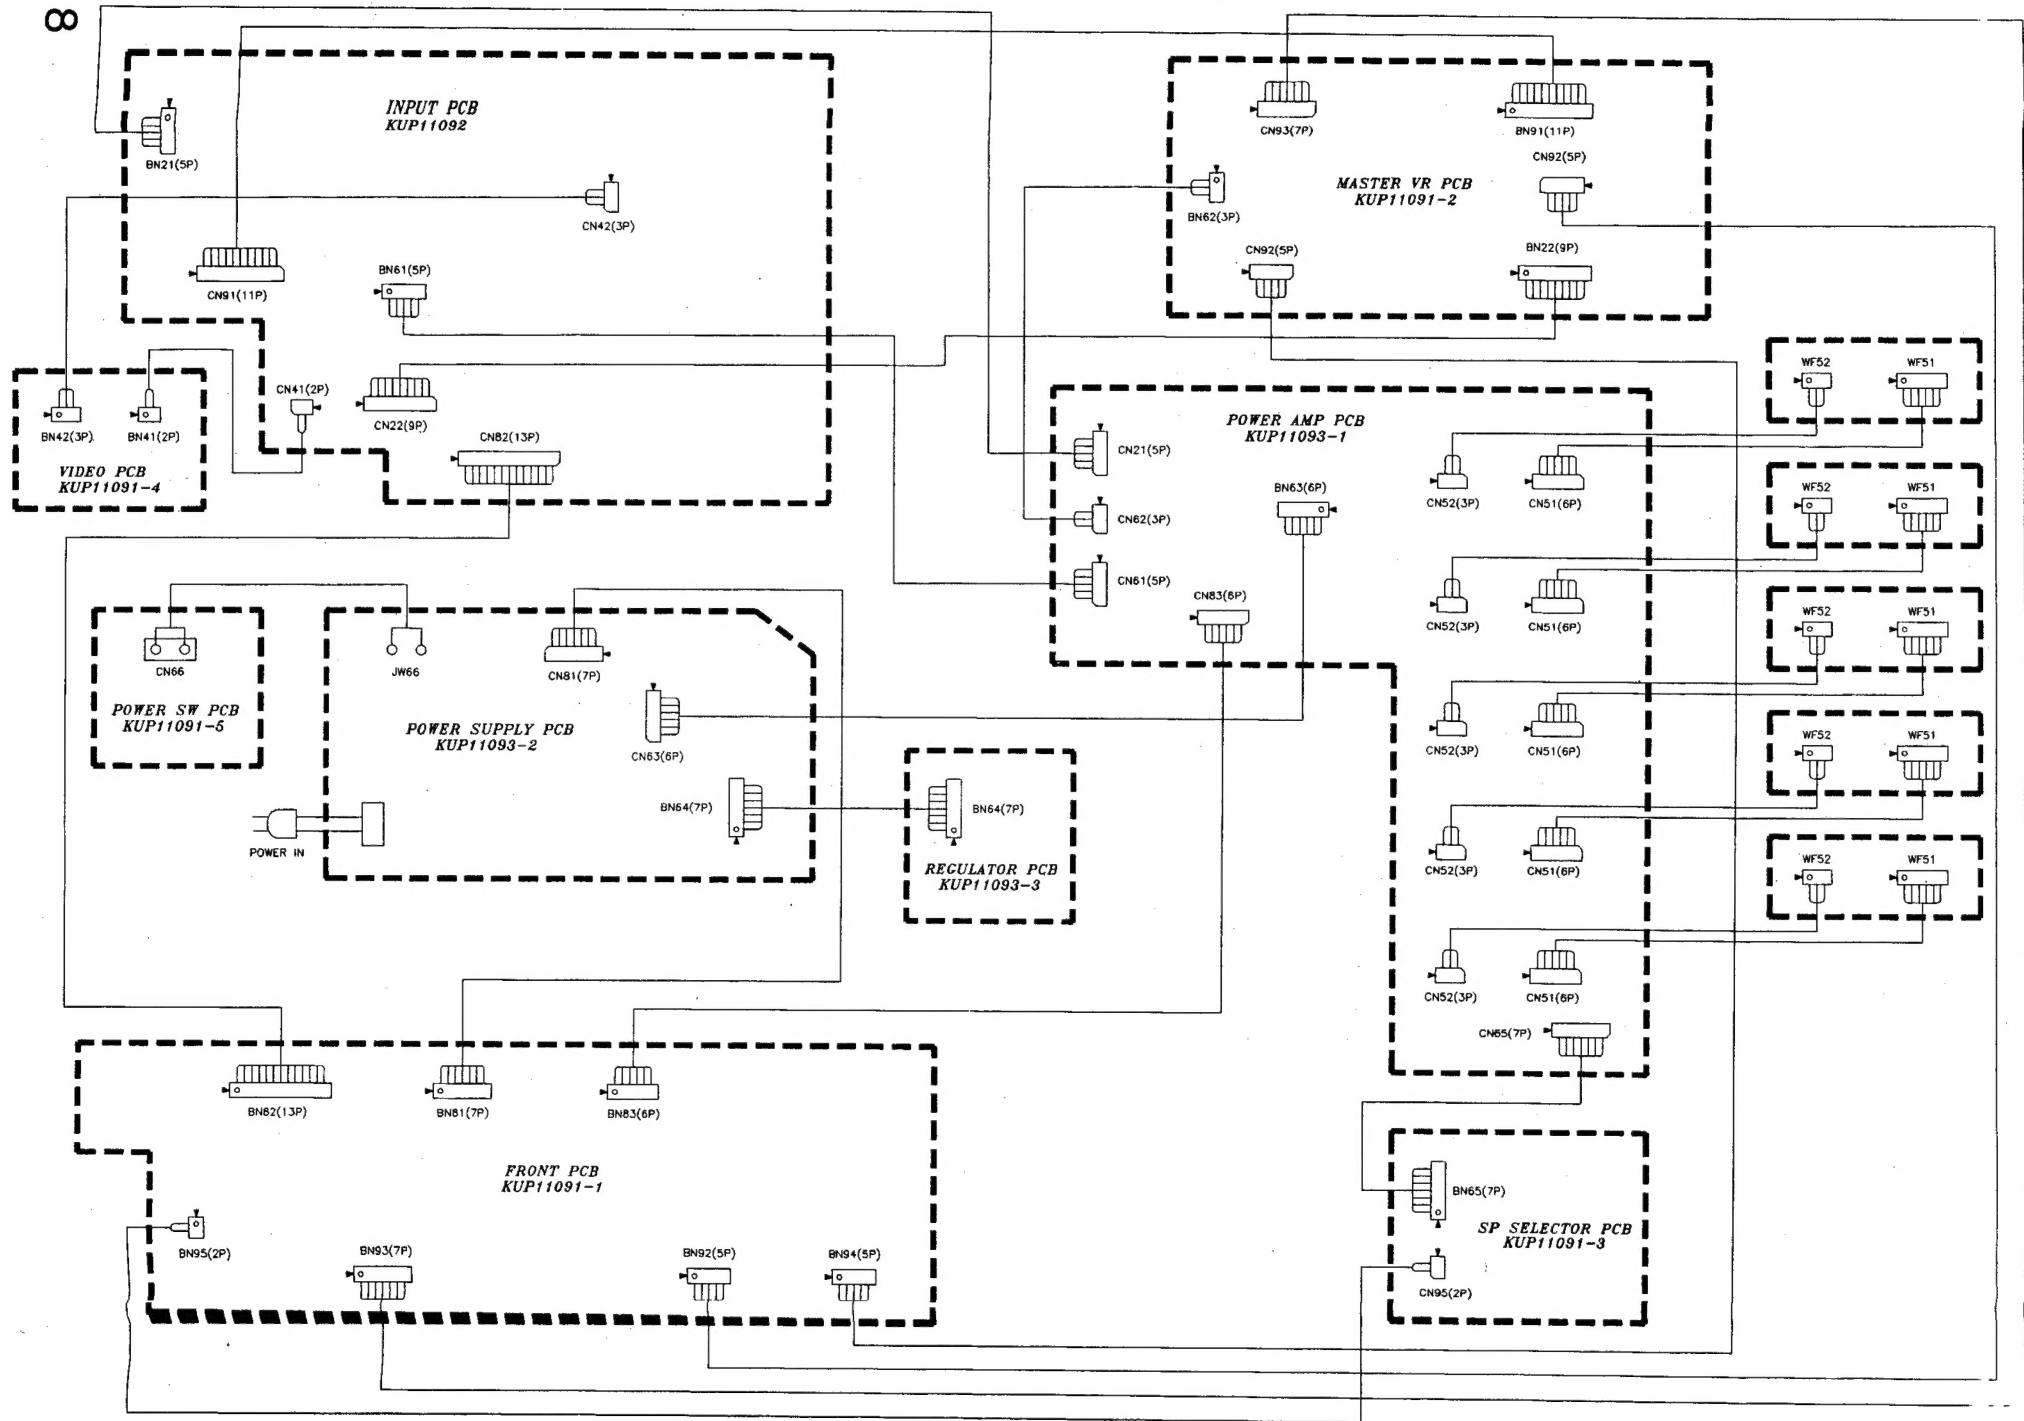 8
INPUT PCB
KUP11092
BN21(5P)
CN42(3P)
CN91(11P)
BN61(5P)
CN41(2P)
CN22(9P)
CN82(13P)
BN42(3P)
BN41(2P)
VIDEO PCB
KUP11091-4
CN93(7P)
BN91(11P)
CN92(5P)
MASTER VR PCB
KUP11091-2
BN62(3P)
CN92(5P)
BN22(9P)
POWER AMP PCB
KUP11093-1
CN21(5P)
BN63(6P)
CN62(3P)
CN61(5P)
CN83(6P)
CN52(3P)
CN51(6P)
CN52(3P)
CN51(6P)
CN52(3P)
CN51(6P)
CN52(3P)
CN51(6P)
CN52(3P)
CN51(6P)
CN65(7P)
WF52
WF51
WF52
WF51
WF52
WF51
WF52
WF51
WF52
WF51
CN66
POWER SW PCB
KUP11091-5
JW66
CN81(7P)
POWER SUPPLY PCB
KUP11093-2
CN63(6P)
BN64(7P)
POWER IN
BN64(7P)
REGULATOR PCB
KUP11093-3
BN82(13P)
BN81(7P)
BN83(6P)
FRONT PCB
KUP11091-1
BN95(2P)
BN93(7P)
BN92(5P)
BN94(5P)
BN65(7P)
SP SELECTOR PCB
KUP11091-3
CN95(2P)